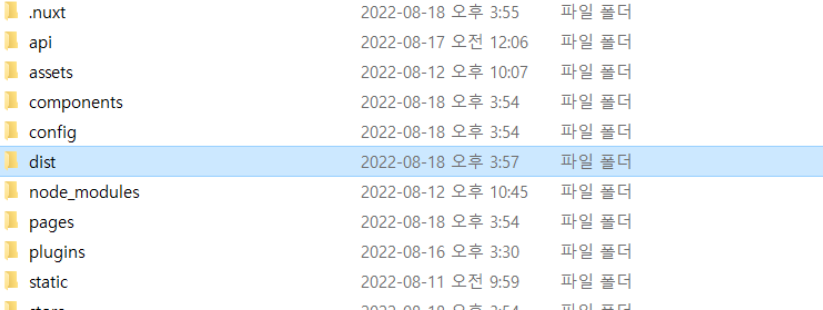 .nuxt 2022-08-18 오후 3:55 파일 폴더
api 2022-08-17 오전 12:06 파일 폴더
assets 2022-08-12 오후 10:07 파일 폴더
components 2022-08-18 오후 3:54 파일 폴더
config 2022-08-18 오후 3:54 파일 폴더
dist 2022-08-18 오후 3:57 파일 폴더
node_modules 2022-08-12 오후 10:45 파일 폴더
pages 2022-08-18 오후 3:54 파일 폴더
plugins 2022-08-16 오후 3:30 파일 폴더
static 2022-08-11 오전 9:59 파일 폴더